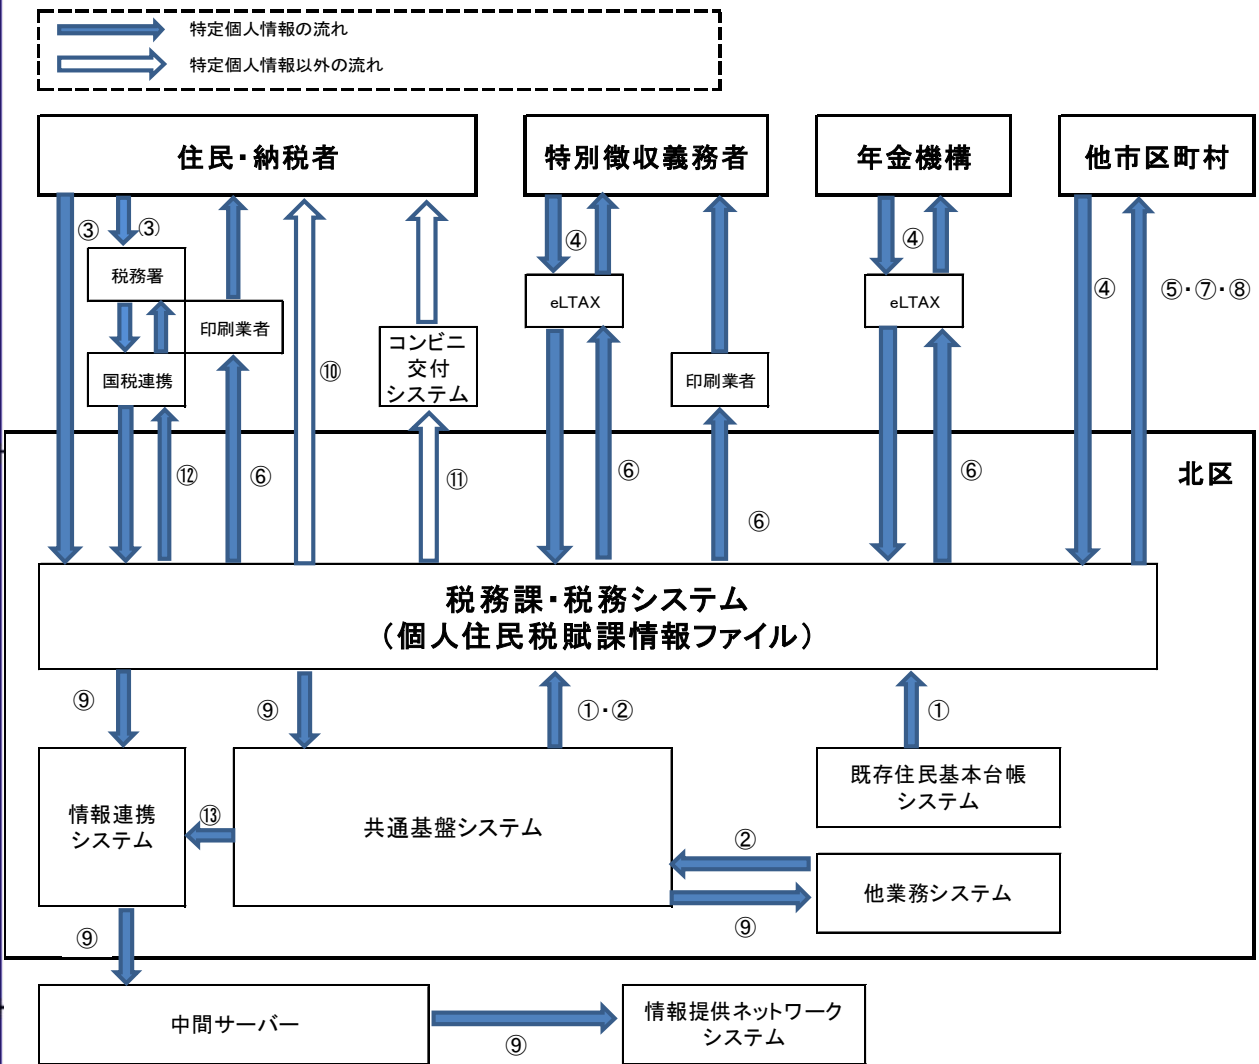 特定個人情報の流れ
特定個人情報以外の流れ
住民・納税者
特別徴収義務者
年金機構
他市区町村
③
③
④
④
④
⑤・⑦・⑧
税務署
印刷業者
国税連携
⑩
コンビニ
交付
システム
eLTAX
印刷業者
eLTAX
北区
⑫
⑥
⑪
⑥
⑥
⑥
税務課・税務システム
（個人住民税賦課情報ファイル）
⑨
⑨
①・②
①
情報連携
システム
⑬
共通基盤システム
既存住民基本台帳
システム
②
他業務システム
⑨
⑨
中間サーバー
⑨
情報提供ネットワーク
システム